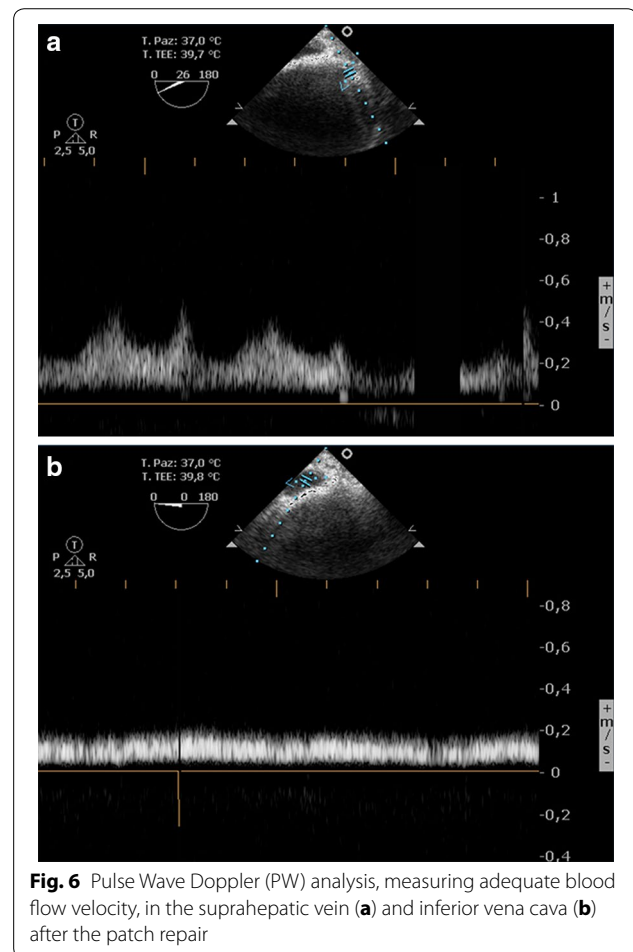 a
T. Paz: 37,0 °C
T. TEE: 39,7 °C
0 26 180
T
P R
2,5 5,0
- 1
-0,8
-0,6
-0,4
-0,2
- 0
+
m
/
s
-
b
T. Paz: 37,0 °C
T. TEE: 39,8 °C
0 0 180
T
P R
2,5 5,0
-0,8
-0,6
-0,4
-0,2
- 0
-0,2
-0,4
+
m
/
s
-
Fig. 6 Pulse Wave Doppler (PW) analysis, measuring adequate blood
flow velocity, in the suprahepatic vein (a) and inferior vena cava (b)
after the patch repair